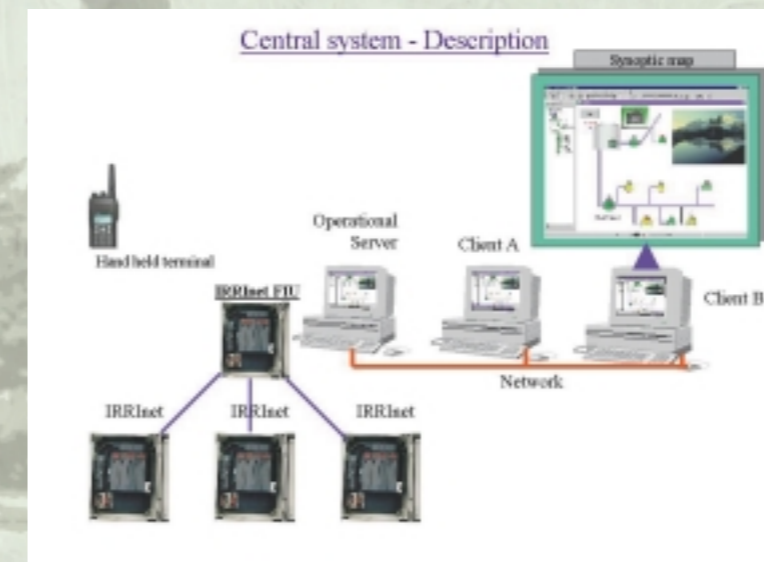 Central system - Description
Synoptic map
Operational
Server
Client A
Hand held terminal
IRRInet FIU
Client B
Network
IRRInet
IRRInet
IRRInet